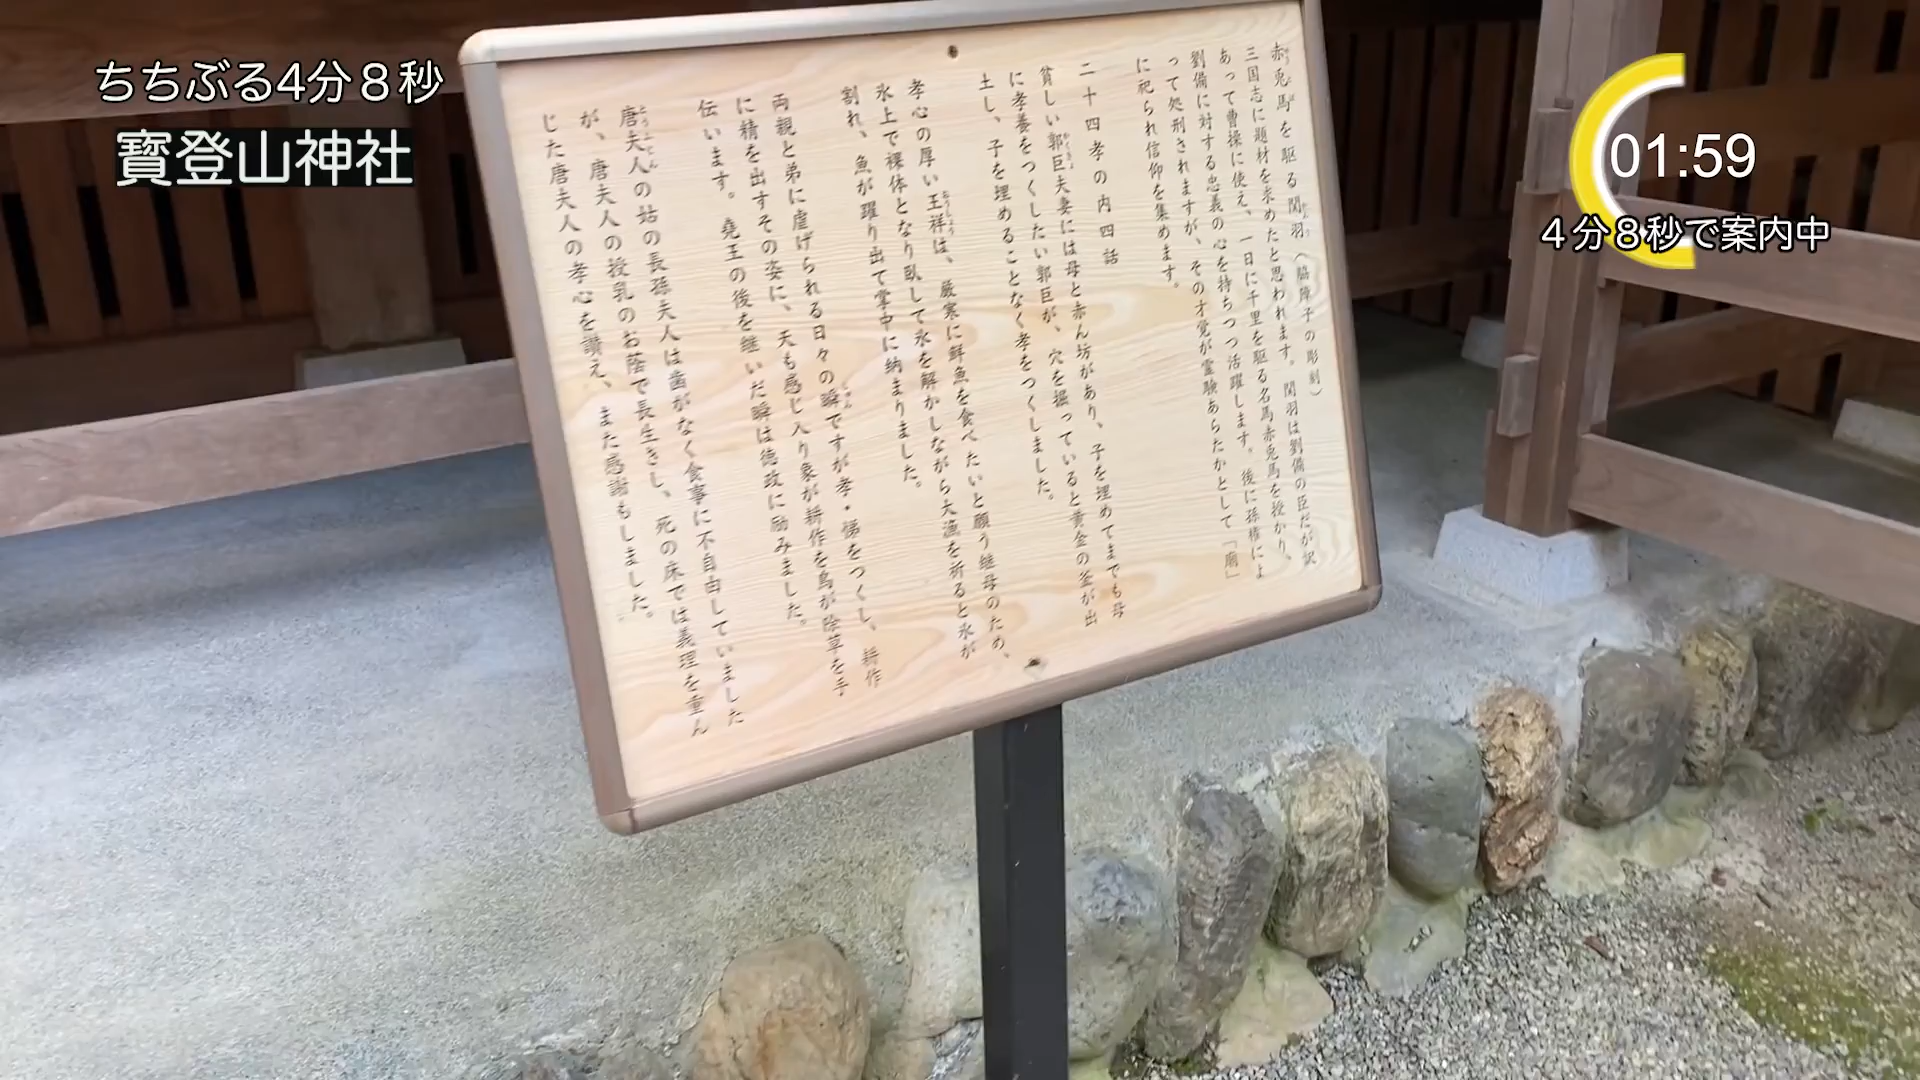 ちちぶる4分８秒
寳登山神社
01:59
４分８秒で案内中
赤兎馬を駆る関羽（脇障子の彫刻）
三国志に題材を求めたと思われます。関羽は劉備の臣だが訳
あって曹操に使え、一日に千里を駆る名馬赤兎馬を授かり、
劉備に対する忠義の心を持ちつつ活躍します。後に孫権によ
って処刑されますが、その才覚が霊験あらたかとして「廟」
に祀られ信仰を集めます。
二十四孝の内四話
貧しい郭巨夫妻には母と赤ん坊があり、子を埋めてまでも母
に孝養をつくしたい郭巨が、穴を掘っていると黄金の釜が出
土し、子を埋めることなく孝をつくしました。
孝心の厚い王祥は、厳寒に鮮魚を食べたいと願う継母のため、
氷上で裸体となり臥して氷を解かしながら大漁を祈ると氷が
割れ、魚が躍り出て掌中に納まりました。
両親と弟に虐げられる日々の瞬ですが孝・悌をつくし、耕作
に精を出すその姿に、天も感じ入り象が耕作を鳥が除草を手
伝います。堯王の後を継いだ瞬は徳政に励みました。
唐夫人の姑の長孫夫人は歯がなく食事に不自由していました
が、唐夫人の授乳のお蔭で長生きし、死の床では義理を重ん
じた唐夫人の孝心を讃え、また感謝もしました。